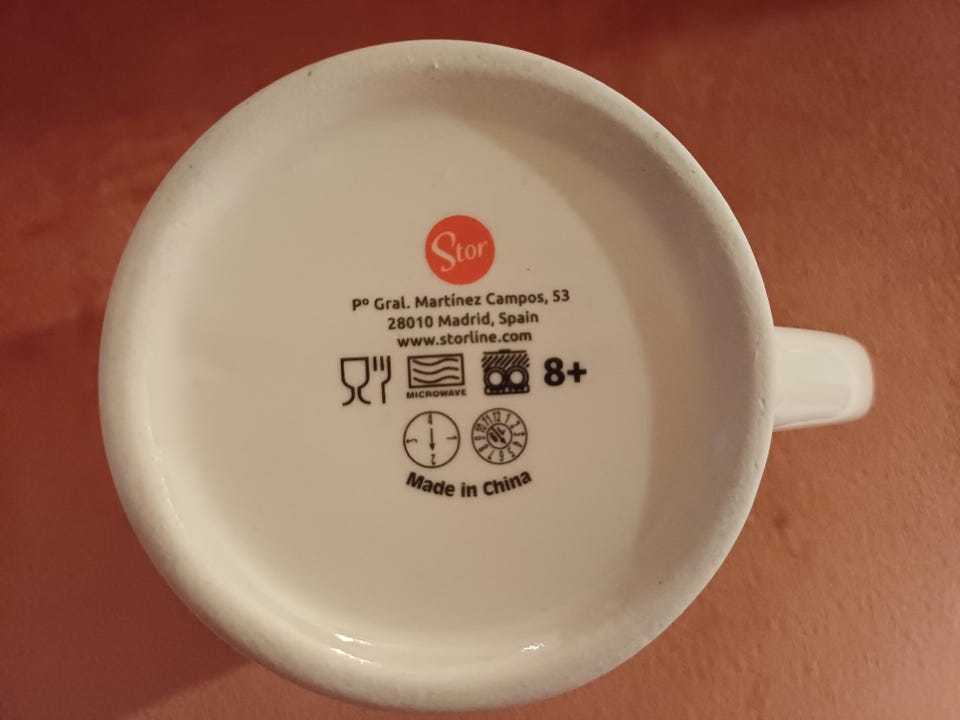 Stor
Pº Gral. Martínez Campos, 53
28010 Madrid, Spain
www.storline.com
MICROWAVE
8+
Made in China